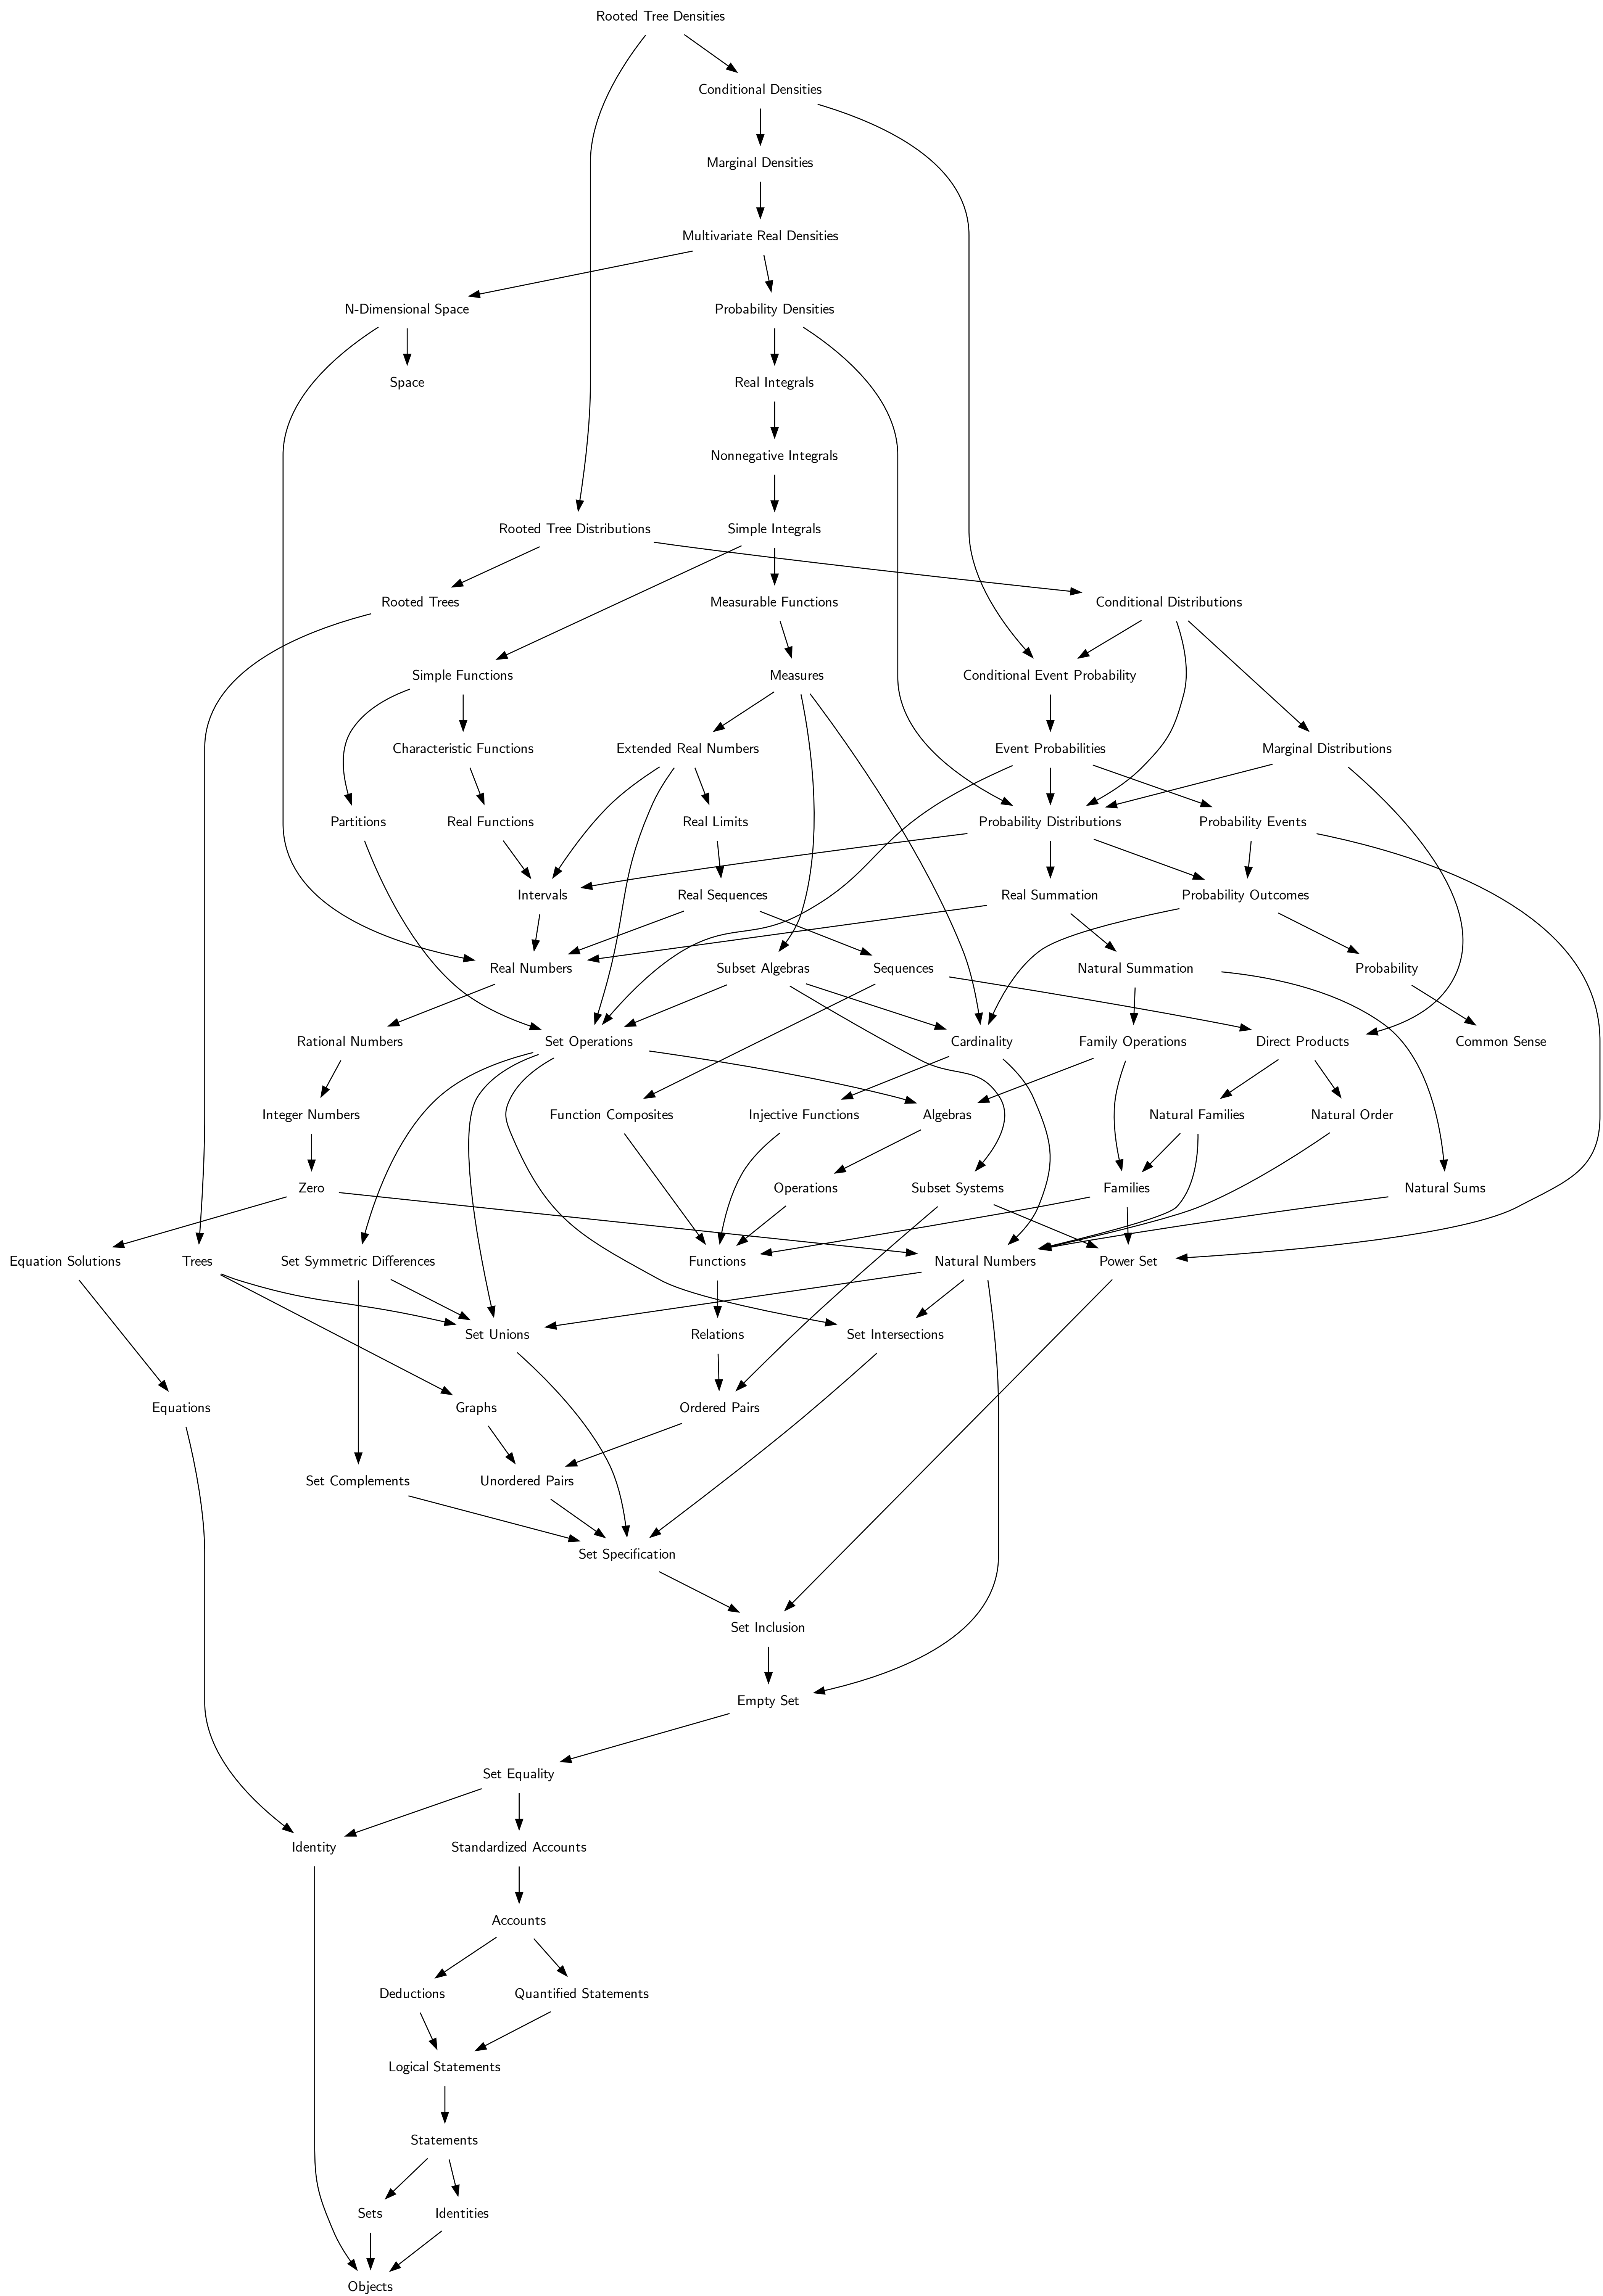 Rooted Tree Densities
Conditional Densities
Marginal Densities
Multivariate Real Densities
N-Dimensional Space
Probability Densities
Space
Real Integrals
Nonnegative Integrals
Rooted Tree Distributions
Simple Integrals
Rooted Trees
Measurable Functions
Conditional Distributions
Simple Functions
Measures
Conditional Event Probability
Characteristic Functions
Extended Real Numbers
Event Probabilities
Marginal Distributions
Partitions
Real Functions
Real Limits
Probability Distributions
Probability Events
Intervals
Real Sequences
Real Summation
Probability Outcomes
Real Numbers
Subset Algebras
Sequences
Natural Summation
Probability
Rational Numbers
Set Operations
Cardinality
Family Operations
Direct Products
Common Sense
Integer Numbers
Function Composites
Injective Functions
Algebras
Natural Families
Natural Order
Zero
Operations
Subset Systems
Families
Natural Sums
Equation Solutions
Trees
Set Symmetric Differences
Functions
Natural Numbers
Power Set
Set Unions
Relations
Set Intersections
Equations
Graphs
Ordered Pairs
Set Complements
Unordered Pairs
Set Specification
Set Inclusion
Empty Set
Set Equality
Identity
Standardized Accounts
Accounts
Deductions
Quantified Statements
Logical Statements
Statements
Sets
Identities
Objects